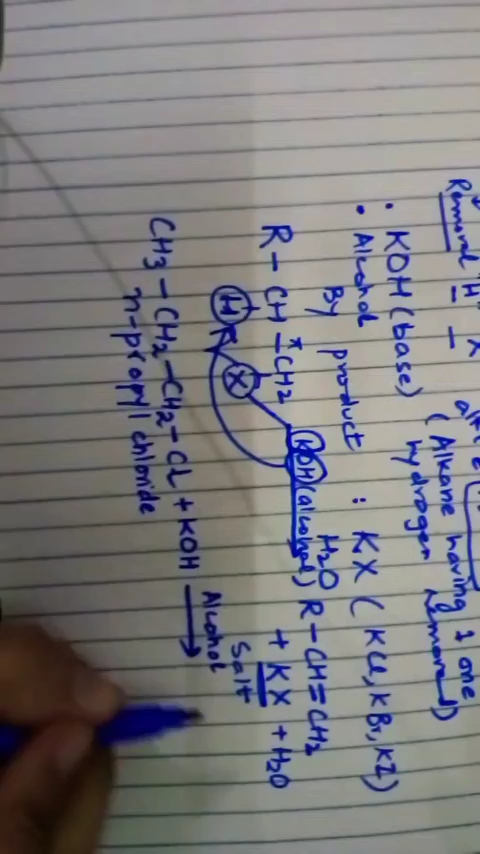 Removal "H" X
(Alkane having 1 one
hydrogen removed)
• KOH (base)
• Alcohol
By product : KX (KCl, KBr, KI)
H2O
R - CH - CH2 KOH (alcohol) R - CH = CH2
H X + KX + H2O
Salt
CH3 - CH2 - CH2 - Cl + KOH Alcohol
n-propyl chloride